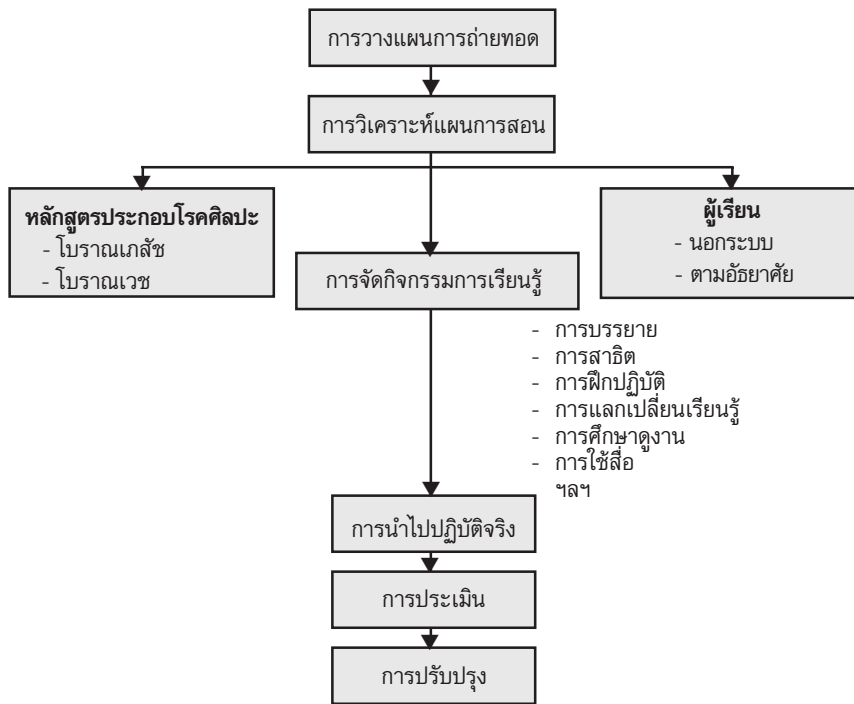 การวางแผนการถ่ายทอด
การวิเคราะห์แผนการสอน
หลักสูตรประกอบโรคศิลปะ
- โบราณเภสัช
- โบราณเวช
ผู้เรียน
- นอกระบบ
- ตามอัธยาศัย
การจัดกิจกรรมการเรียนรู้
- การบรรยาย
- การสาธิต
- การฝึกปฏิบัติ
- การแลกเปลี่ยนเรียนรู้
- การศึกษาดูงาน
- การใช้สื่อ
ฯลฯ
การนำไปปฏิบัติจริง
การประเมิน
การปรับปรุง